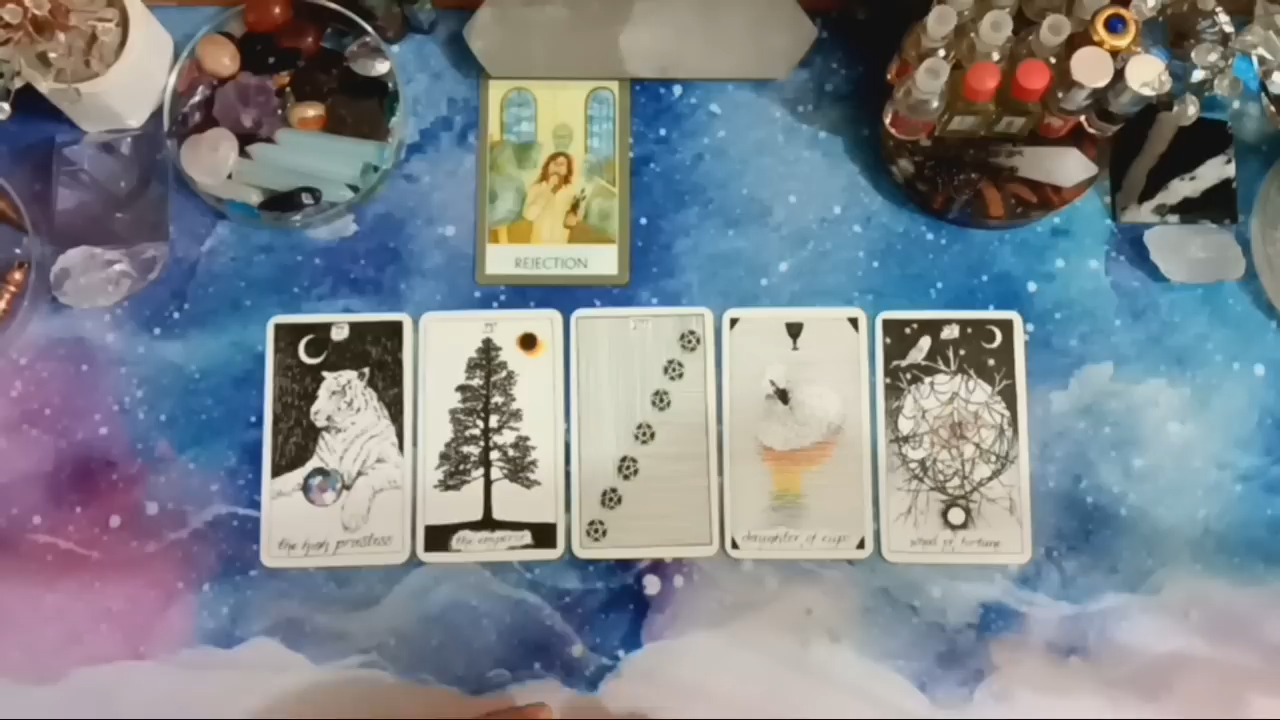 REJECTION
the high priestess
the emperor
daughter of cups
wheel of fortune